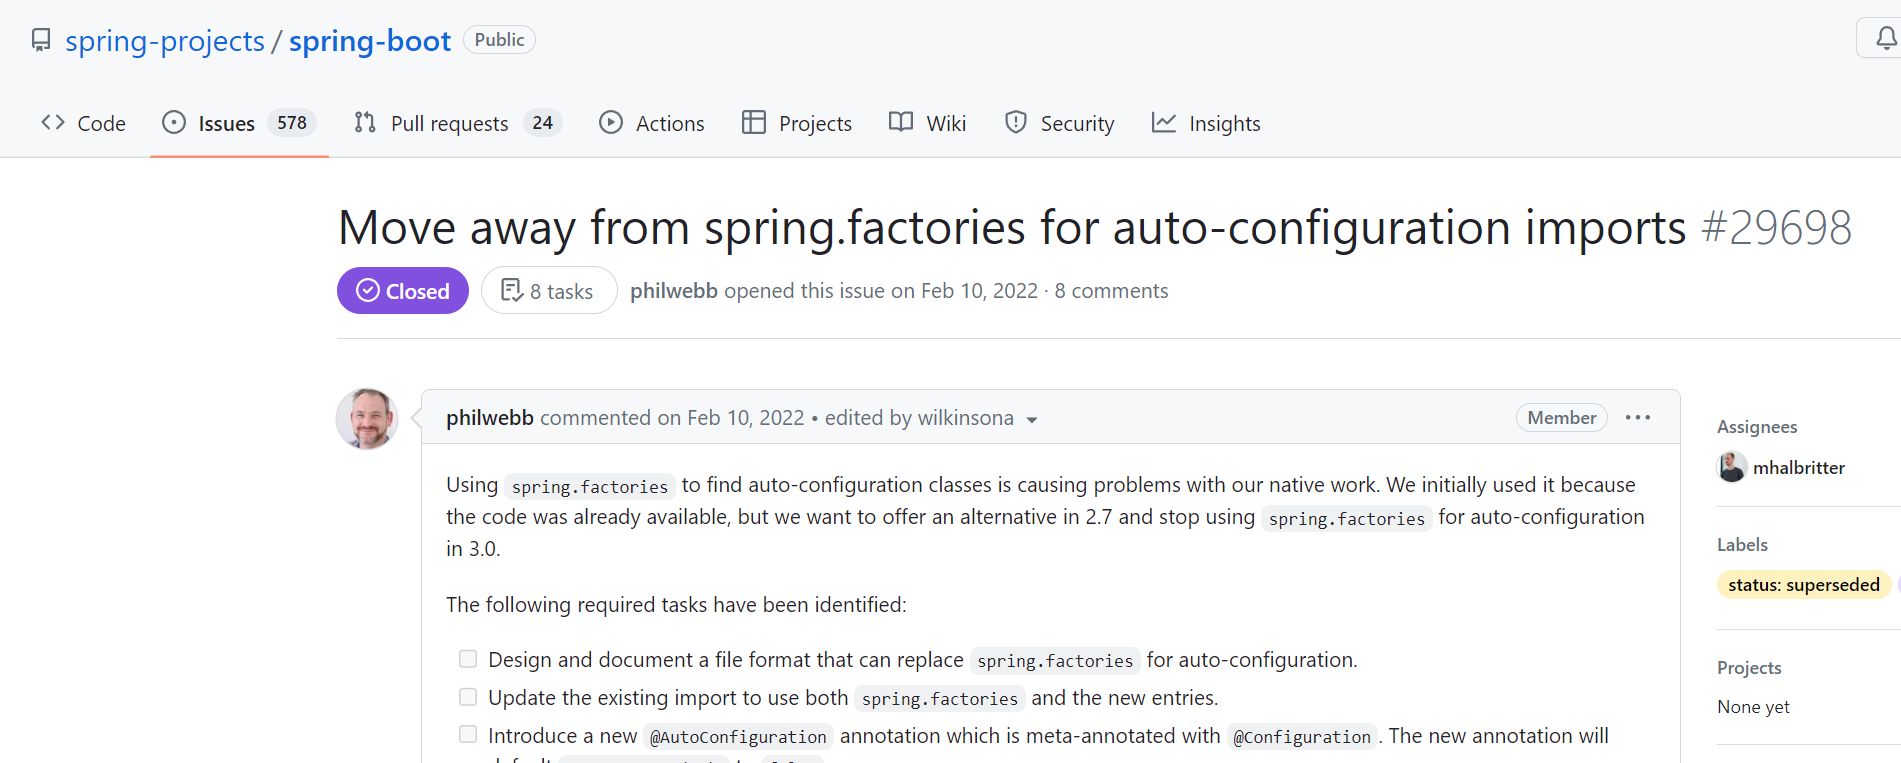 spring-projects / spring-boot Public
Code Issues 578 Pull requests 24 Actions Projects Wiki Security Insights
Move away from spring.factories for auto-configuration imports #29698
Closed 8 tasks philwebb opened this issue on Feb 10, 2022 · 8 comments
philwebb commented on Feb 10, 2022 • edited by wilkinsona Member
Using spring.factories to find auto-configuration classes is causing problems with our native work. We initially used it because
the code was already available, but we want to offer an alternative in 2.7 and stop using spring.factories for auto-configuration
in 3.0.
The following required tasks have been identified:
Design and document a file format that can replace spring.factories for auto-configuration.
Update the existing import to use both spring.factories and the new entries.
Introduce a new @AutoConfiguration annotation which is meta-annotated with @Configuration. The new annotation will
Assignees
mhalbritter
Labels
status: superseded
Projects
None yet